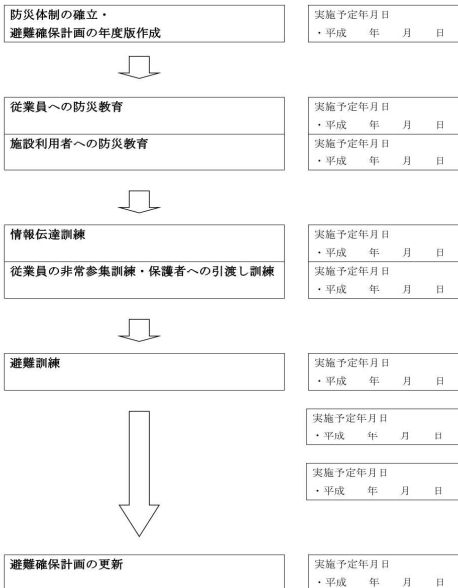 防災体制の確立・
避難確保計画の年度版作成
実施予定年月日
・平成　　年　　月　　日
従業員への防災教育
実施予定年月日
・平成　　年　　月　　日
施設利用者への防災教育
実施予定年月日
・平成　　年　　月　　日
情報伝達訓練
実施予定年月日
・平成　　年　　月　　日
従業員の非常参集訓練・保護者への引渡し訓練
実施予定年月日
・平成　　年　　月　　日
避難訓練
実施予定年月日
・平成　　年　　月　　日
実施予定年月日
・平成　　年　　月　　日
実施予定年月日
・平成　　年　　月　　日
避難確保計画の更新
実施予定年月日
・平成　　年　　月　　日